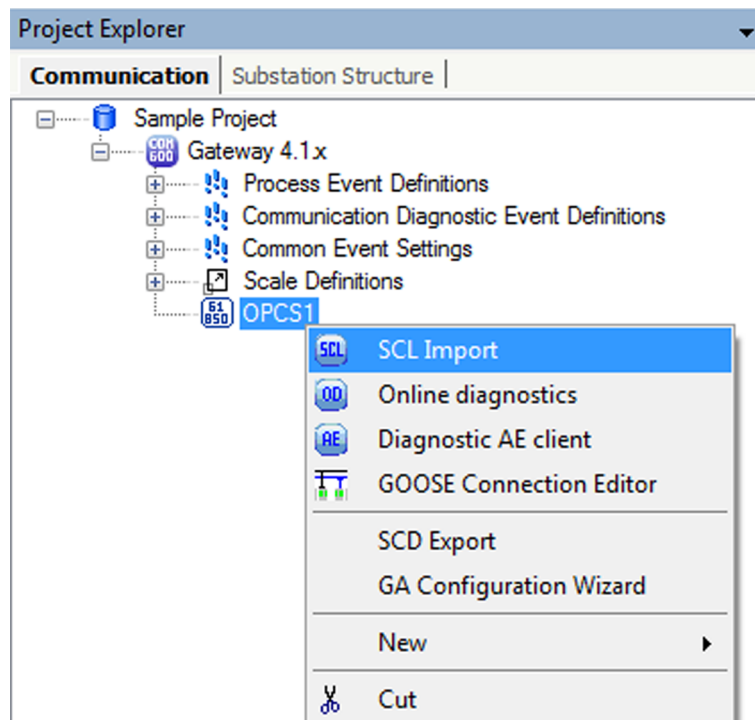 Project Explorer
Communication Substation Structure
Sample Project
COM 600 Gateway 4.1.x
Process Event Definitions
Communication Diagnostic Event Definitions
Common Event Settings
Scale Definitions
61 850 OPCS1
SCL SCL Import
OD Online diagnostics
AE Diagnostic AE client
GOOSE Connection Editor
SCD Export
GA Configuration Wizard
New
Cut